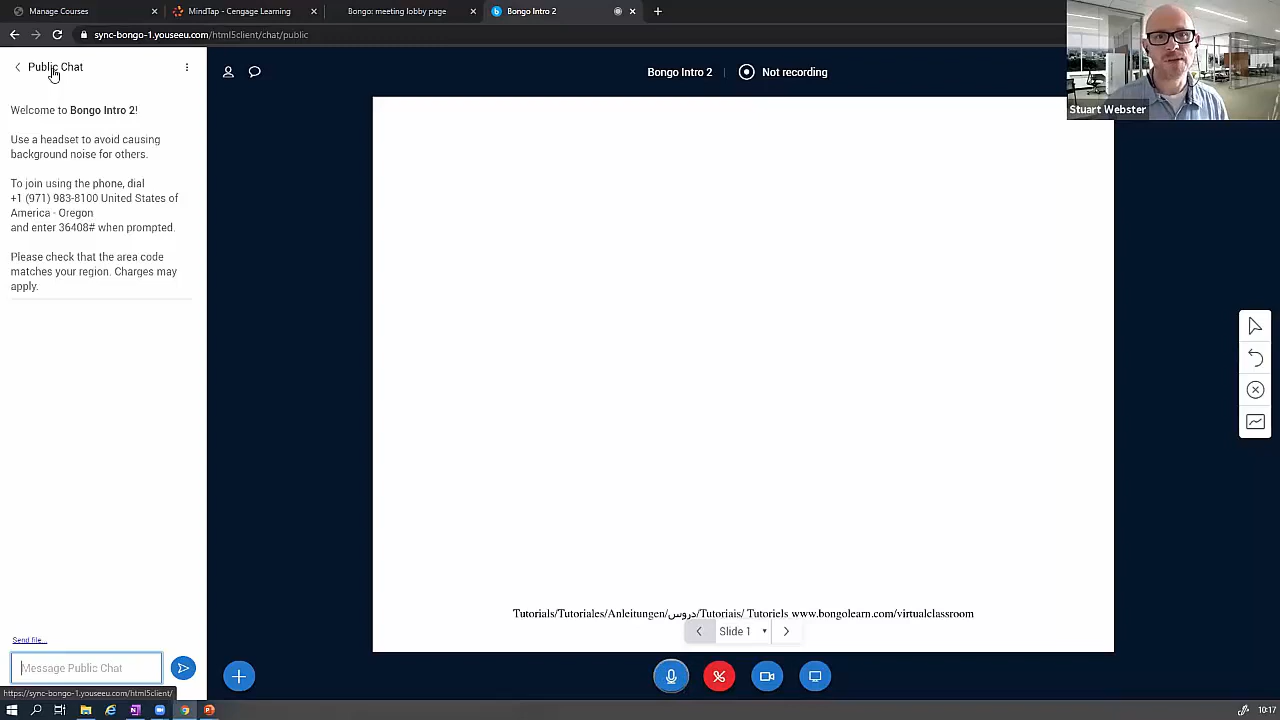 Manage Courses
MindTap - Cengage Learning
Bongo: meeting lobby page
Bongo Intro 2
sync-bongo-1.youseeu.com/html5client/chat/public
Public Chat
Bongo Intro 2
Not recording
Stuart Webster
Welcome to Bongo Intro 2!
Use a headset to avoid causing
background noise for others.
To join using the phone, dial
+1 (971) 983-8100 United States of
America - Oregon
and enter 36408# when prompted.
Please check that the area code
matches your region. Charges may
apply.
Tutorials/Tutoriales/Anleitungen/دروس/Tutoriais/ Tutoriels www.bongolearn.com/virtualclassroom
Slide 1
Send file...
Message Public Chat
https://sync-bongo-1.youseeu.com/html5client/
10:17